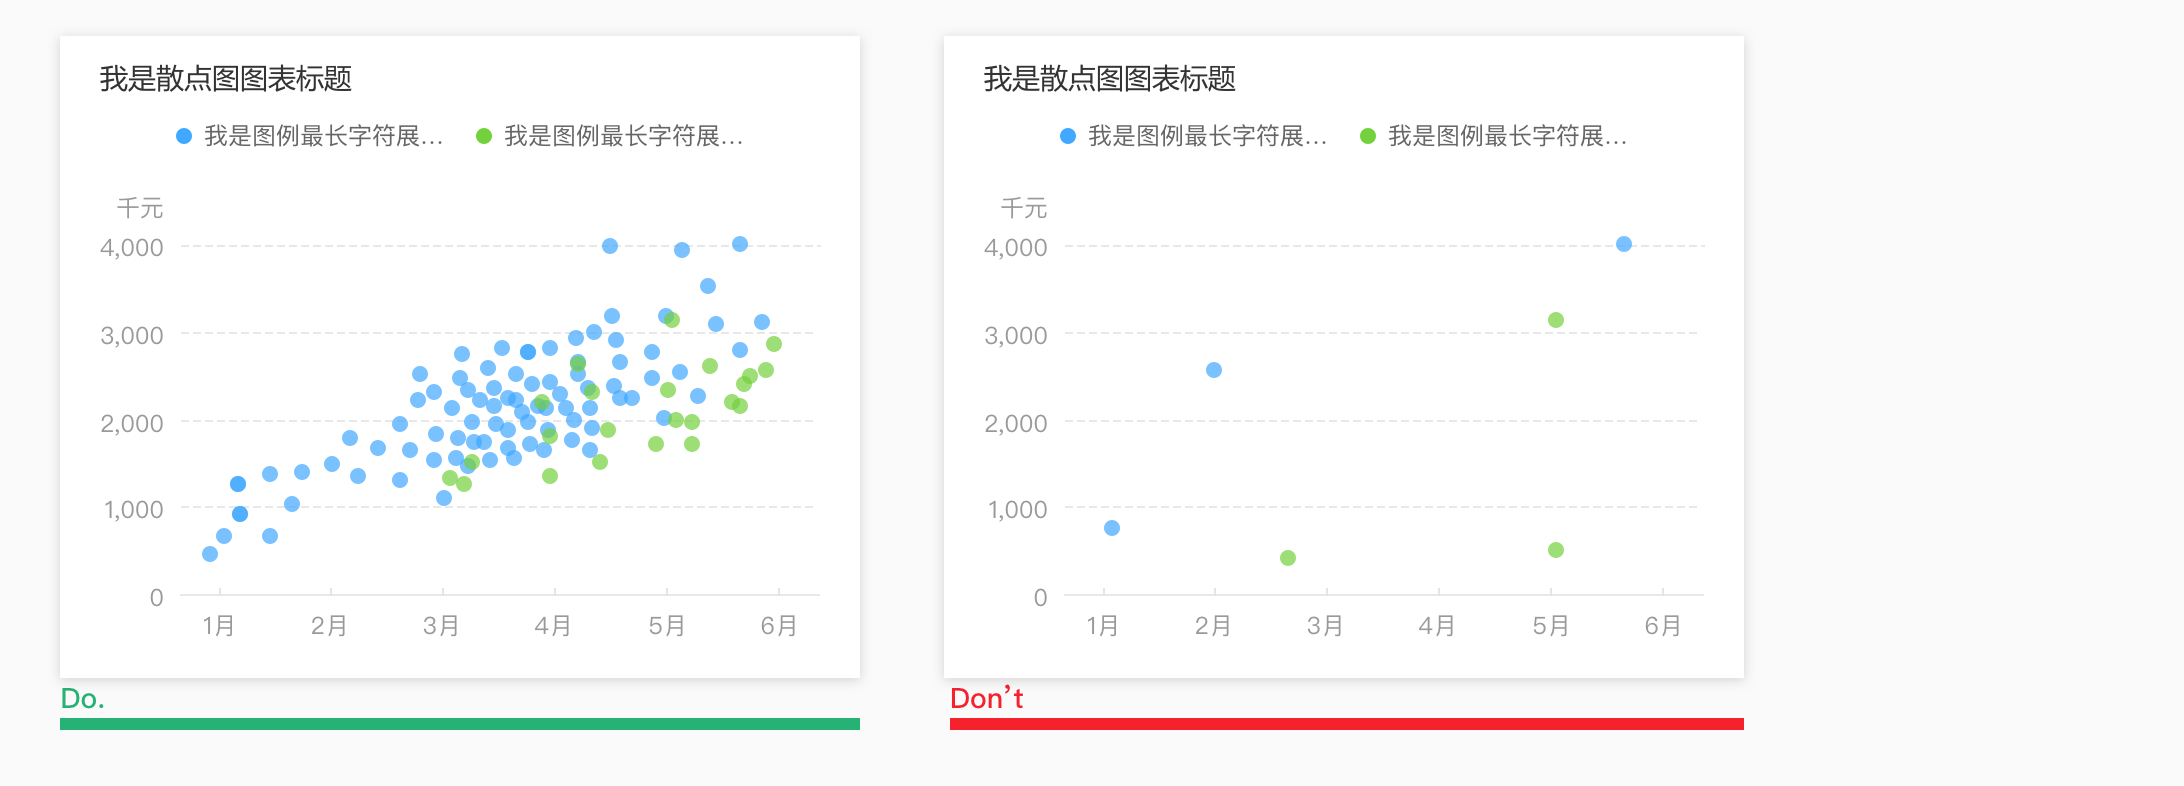 我是散点图图表标题
我是图例最长字符展... 我是图例最长字符展...
千元
4,000
3,000
2,000
1,000
0
1月 2月 3月 4月 5月 6月
Do.
我是散点图图表标题
我是图例最长字符展... 我是图例最长字符展...
千元
4,000
3,000
2,000
1,000
0
1月 2月 3月 4月 5月 6月
Don’t